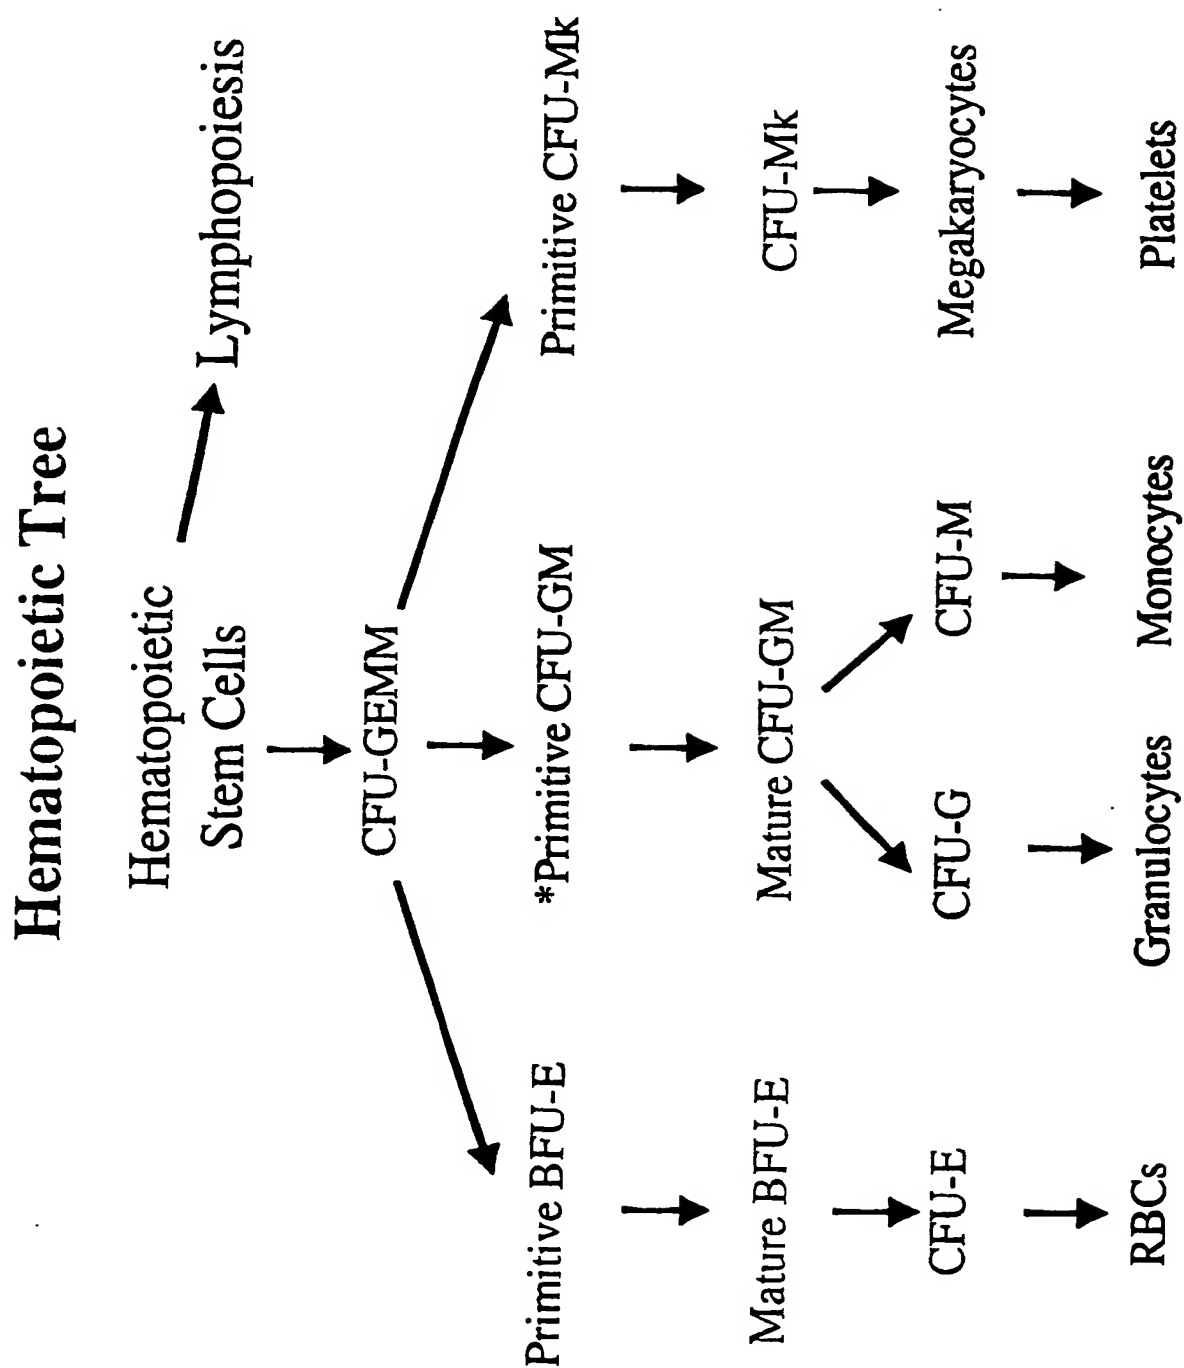 Hematopoietic Tree
Hematopoietic
Stem Cells
Lymphopoiesis
CFU-GEMM
Primitive BFU-E
*Primitive CFU-GM
Primitive CFU-Mk
Mature BFU-E
Mature CFU-GM
CFU-Mk
CFU-E
CFU-G
CFU-M
Megakaryocytes
RBCs
Granulocytes
Monocytes
Platelets